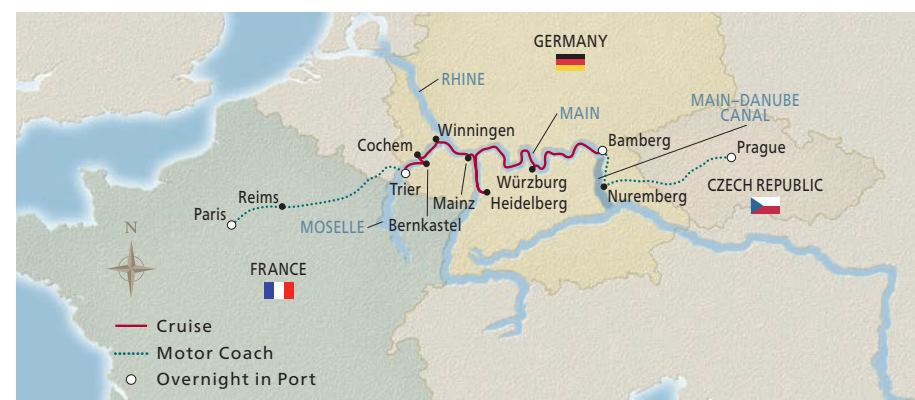 GERMANY
RHINE
MAIN–DANUBE
CANAL
MAIN
Winningen
Bamberg
Cochem
Prague
Trier
Mainz
Würzburg
Heidelberg
Nuremberg
CZECH REPUBLIC
Reims
Paris
MOSELLE
Bernkastel
N
FRANCE
Cruise
Motor Coach
Overnight in Port